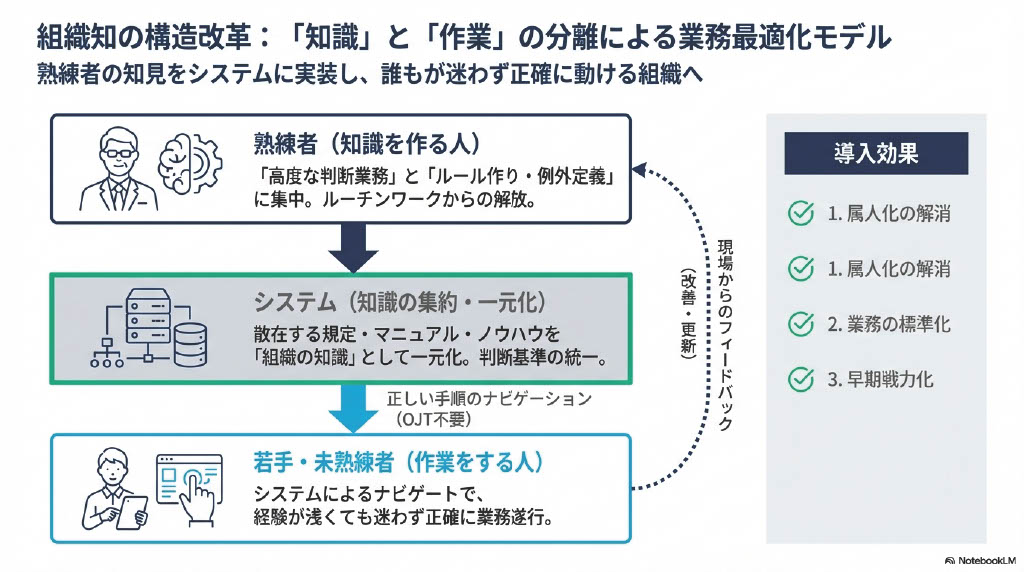 組織知の構造改革：「知識」と「作業」の分離による業務最適化モデル
熟練者の知見をシステムに実装し、誰もが迷わず正確に動ける組織へ
熟練者（知識を作る人）
「高度な判断業務」と「ルール作り・例外定義」
に集中。ルーチンワークからの解放。
システム（知識の集約・一元化）
散在する規定・マニュアル・ノウハウを
「組織の知識」として一元化。判断基準の統一。
正しい手順のナビゲーション
（OJT不要）
若手・未熟練者（作業をする人）
システムによるナビゲートで、
経験が浅くても迷わず正確に業務遂行。
現場からのフィードバック
（改善・更新）
導入効果
1. 属人化の解消
1. 属人化の解消
2. 業務の標準化
3. 早期戦力化
NotebookLM